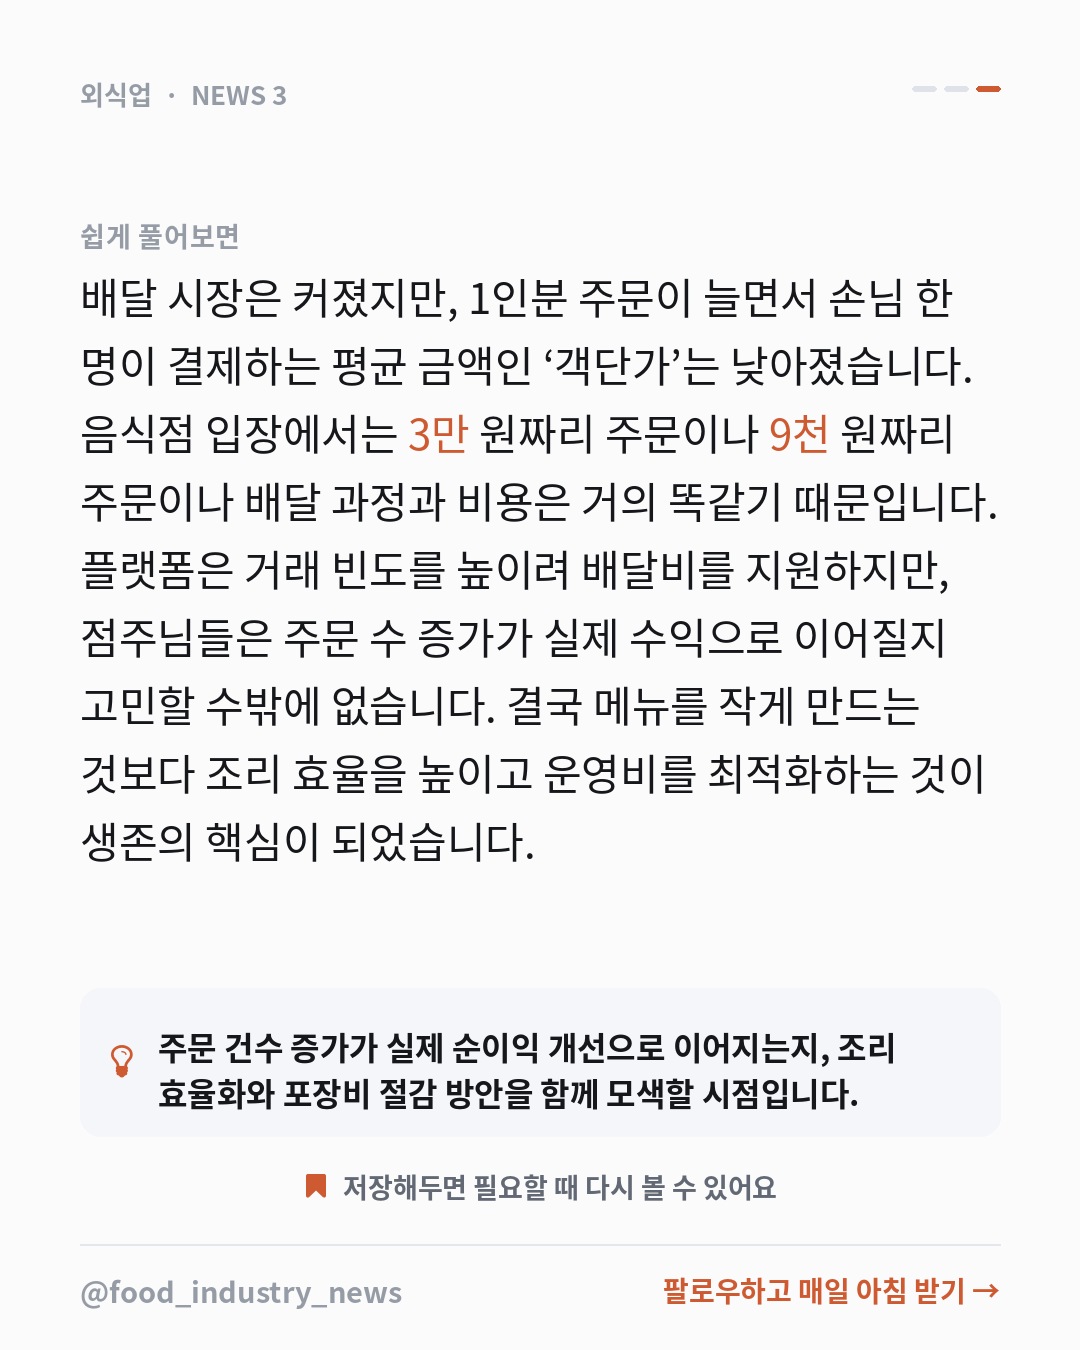 외식업 · NEWS 3
쉽게 풀어보면
배달 시장은 커졌지만, 1인분 주문이 늘면서 손님 한
명이 결제하는 평균 금액인 ‘객단가’는 낮아졌습니다.
음식점 입장에서는 3만 원짜리 주문이나 9천 원짜리
주문이나 배달 과정과 비용은 거의 똑같기 때문입니다.
플랫폼은 거래 빈도를 높이려 배달비를 지원하지만,
점주님들은 주문 수 증가가 실제 수익으로 이어질지
고민할 수밖에 없습니다. 결국 메뉴를 작게 만드는
것보다 조리 효율을 높이고 운영비를 최적화하는 것이
생존의 핵심이 되었습니다.
주문 건수 증가가 실제 순이익 개선으로 이어지는지, 조리
효율화와 포장비 절감 방안을 함께 모색할 시점입니다.
저장해두면 필요할 때 다시 볼 수 있어요
@food_industry_news
팔로우하고 매일 아침 받기 →